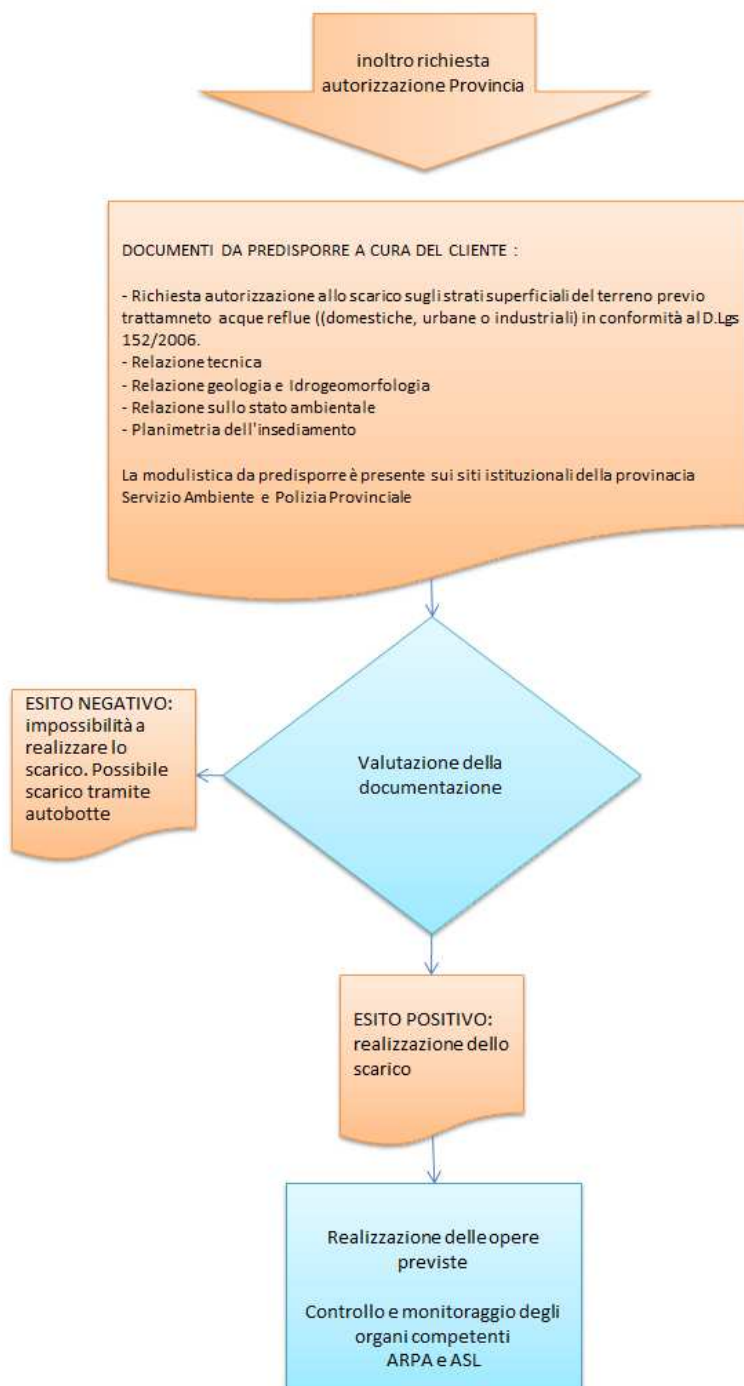 inoltro richiesta
autorizzazione Provincia
DOCUMENTI DA PREDISPORRE A CURA DEL CLIENTE :
- Richiesta autorizzazione allo scarico sugli strati superficiali del terreno previo
trattamneto acque reflue ((domestiche, urbane o industriali) in conformità al D.Lgs
152/2006.
- Relazione tecnica
- Relazione geologia e Idrogeomorfologia
- Relazione sullo stato ambientale
- Planimetria dell'insediamento
La modulistica da predisporre è presente sui siti istituzionali della provinacia
Servizio Ambiente e Polizia Provinciale
ESITO NEGATIVO:
impossibilità a
realizzare lo
scarico. Possibile
scarico tramite
autobotte
Valutazione della
documentazione
ESITO POSITIVO:
realizzazione dello
scarico
Realizzazione delle opere
previste
Controllo e monitoraggio degli
organi competenti
ARPA e ASL